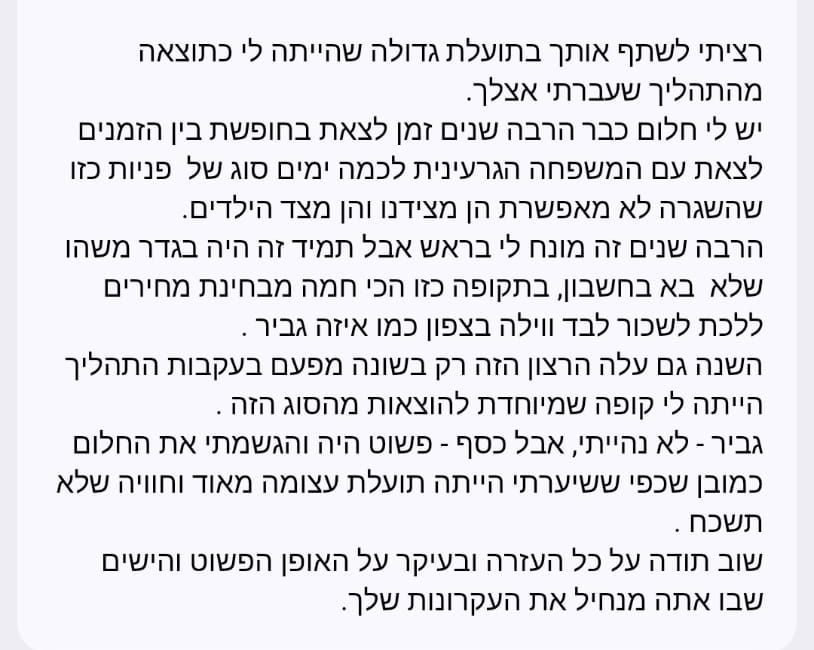 רציתי לשתף אותך בתועלת גדולה שהייתה לי כתוצאה
מהתהליך שעברתי אצלך.
יש לי חלום כבר הרבה שנים זמן לצאת בחופשת בין הזמנים
לצאת עם המשפחה הגרעינית לכמה ימים סוג של  פניות כזו
שהשגרה לא מאפשרת הן מצידנו והן מצד הילדים.
הרבה שנים זה מונח לי בראש אבל תמיד זה היה בגדר משהו
שלא  בא בחשבון, בתקופה כזו הכי חמה מבחינת מחירים
ללכת לשכור לבד ווילה בצפון כמו איזה גביר .
השנה גם עלה הרצון הזה רק בשונה מפעם בעקבות התהליך
הייתה לי קופה שמיוחדת להוצאות מהסוג הזה .
גביר - לא נהייתי, אבל כסף - פשוט היה והגשמתי את החלום
כמובן שכפי ששיערתי הייתה תועלת עצומה מאוד וחוויה שלא
תשכח .
שוב תודה על כל העזרה ובעיקר על האופן הפשוט והישים
שבו אתה מנחיל את העקרונות שלך.